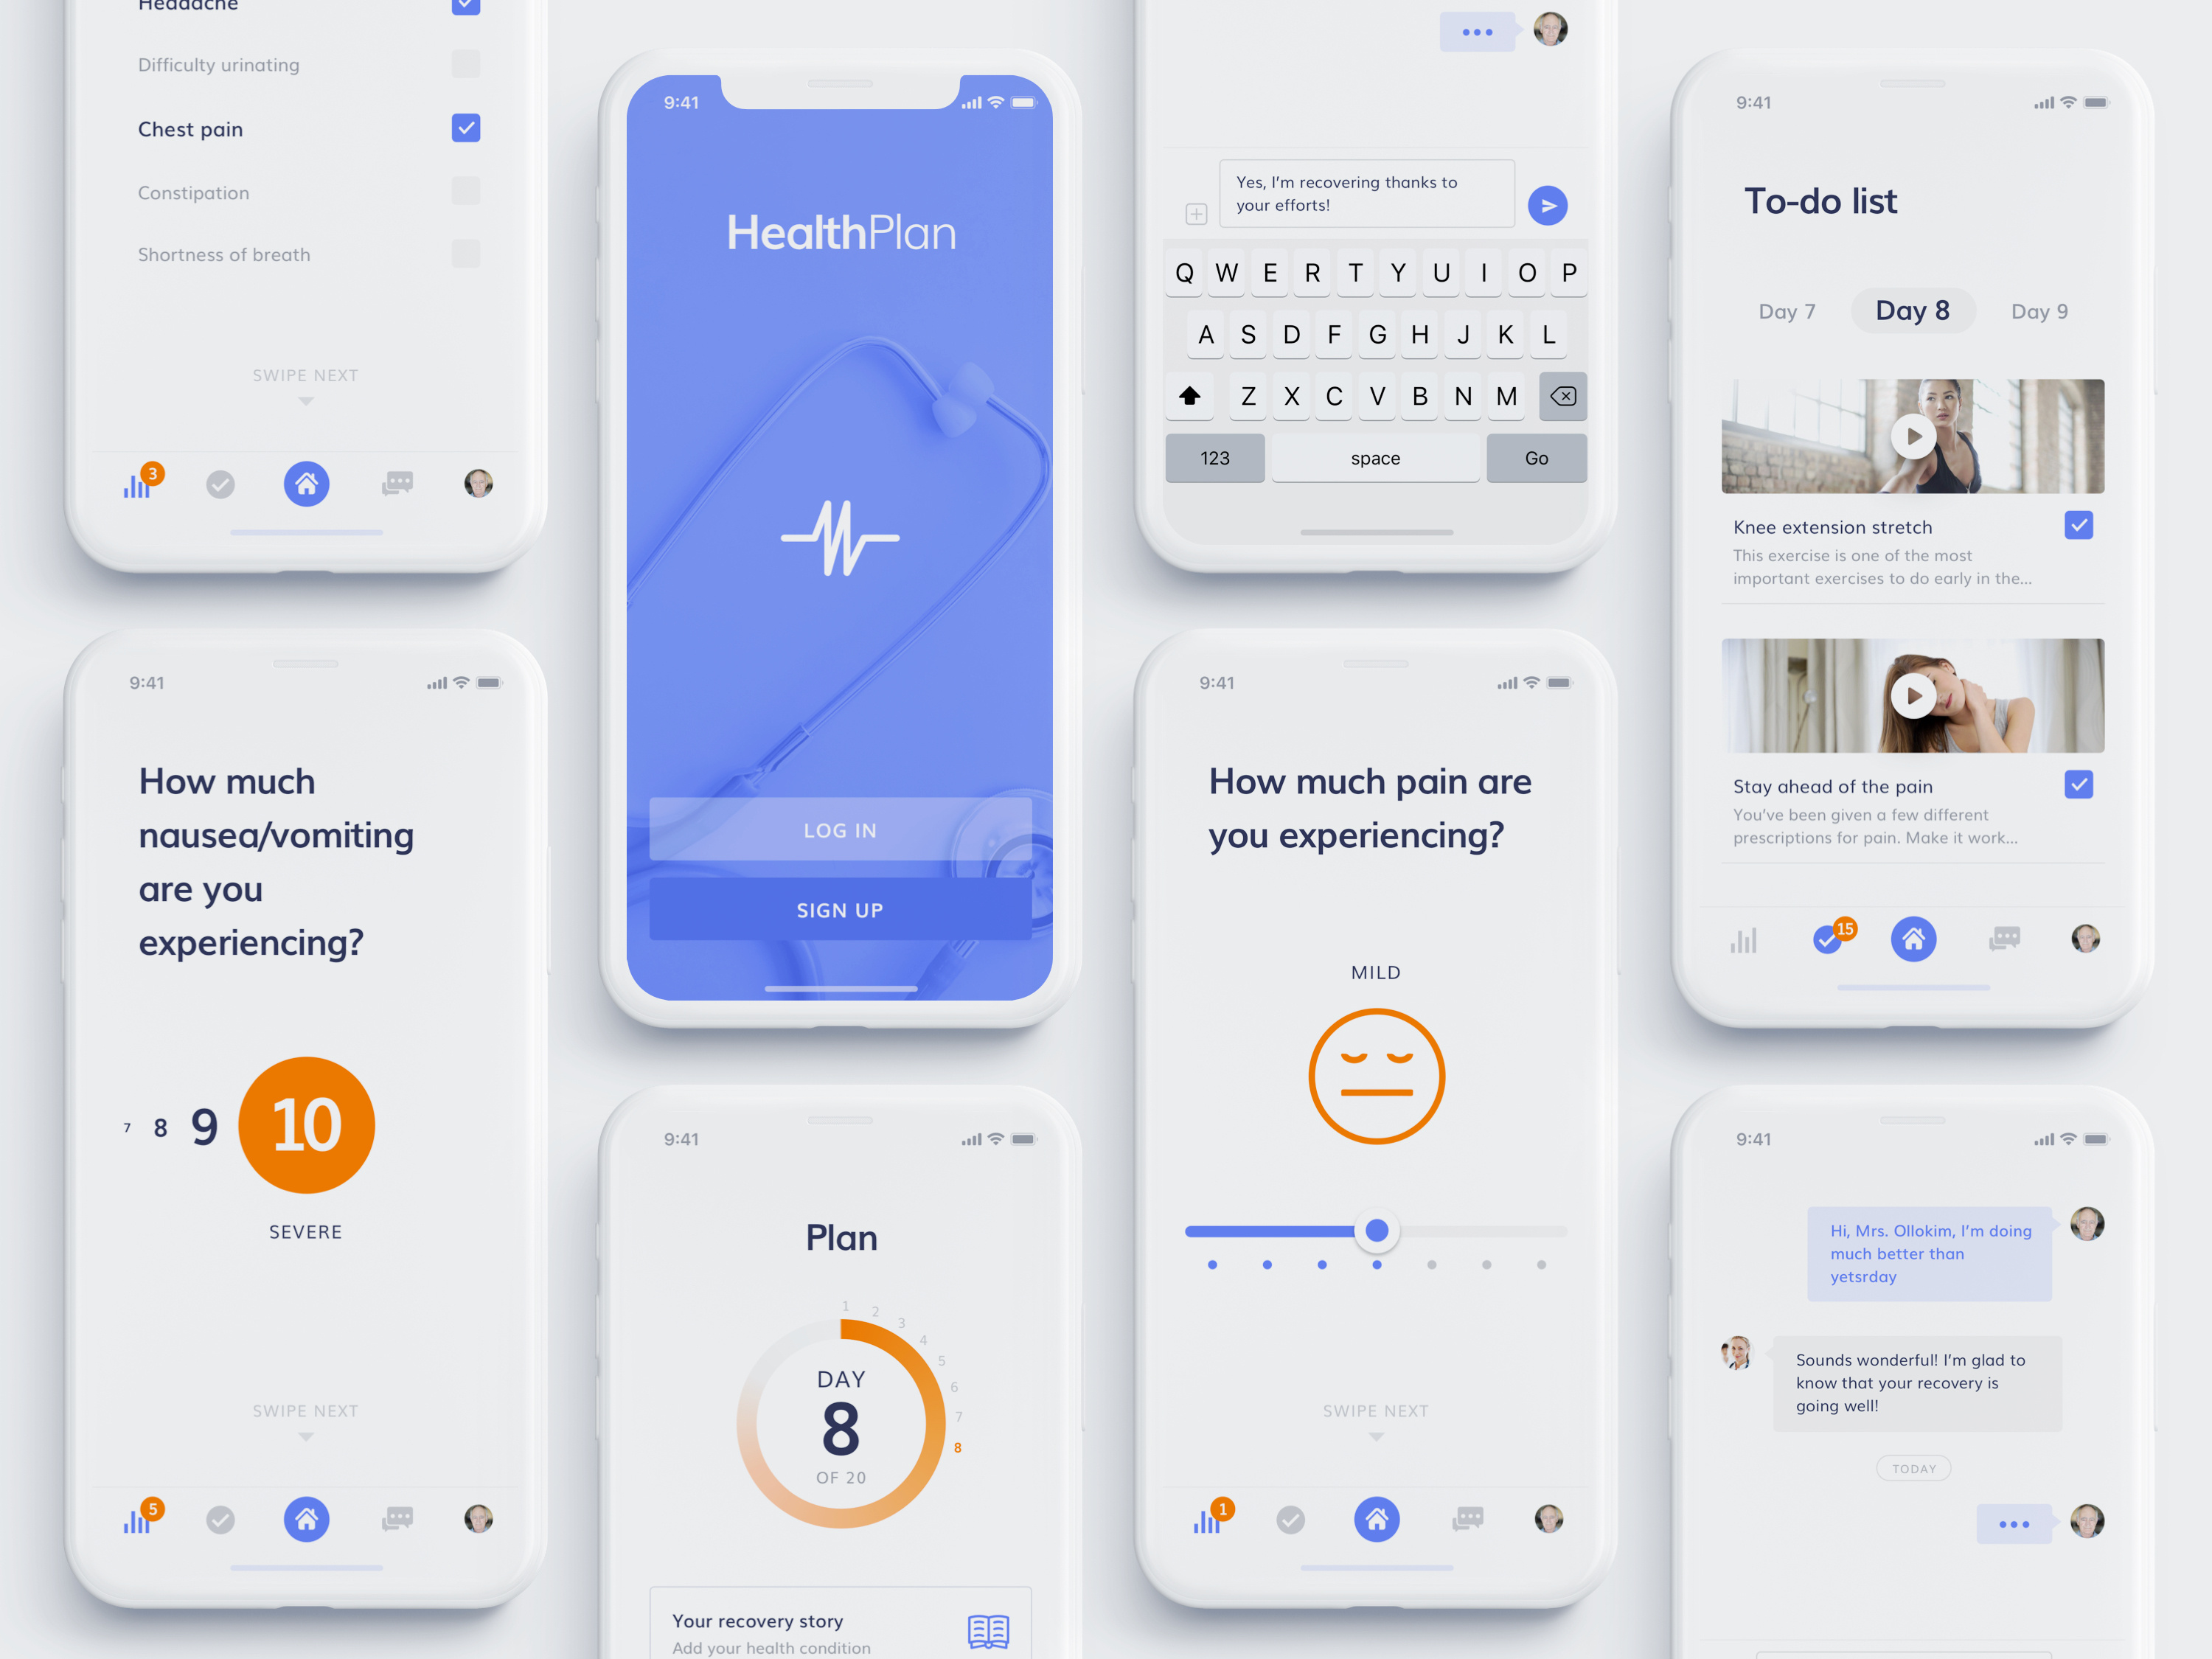 Headache
Difficulty urinating
Chest pain
Constipation
Shortness of breath
SWIPE NEXT
3
9:41
How much
nausea/vomiting
are you
experiencing?
7 8 9 10
SEVERE
SWIPE NEXT
5
9:41
HealthPlan
LOG IN
SIGN UP
9:41
Plan
1
2
3
4
5
6
7
8
DAY
8
OF 20
Your recovery story
Add your health condition
Yes, I'm recovering thanks to
your efforts!
Q W E R T Y U I O P
A S D F G H J K L
Z X C V B N M
123 space Go
9:41
How much pain are
you experiencing?
MILD
SWIPE NEXT
1
9:41
To-do list
Day 7 Day 8 Day 9
Knee extension stretch
This exercise is one of the most
important exercises to do early in the...
Stay ahead of the pain
You've been given a few different
prescriptions for pain. Make it work...
15
9:41
Hi, Mrs. Ollokim, I'm doing
much better than
yetsrday
Sounds wonderful! I'm glad to
know that your recovery is
going well!
TODAY